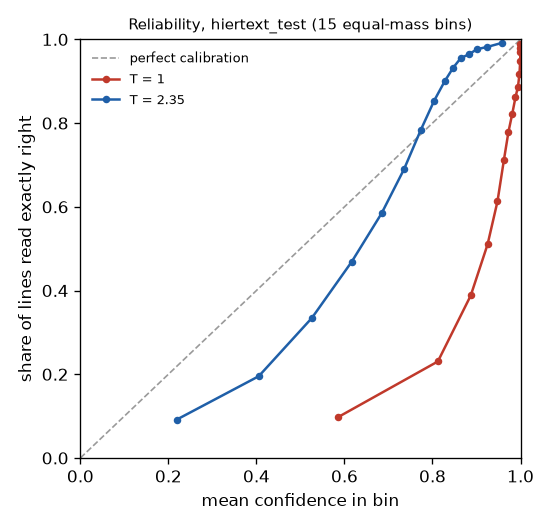 Reliability, hiertext_test (15 equal-mass bins)
1.0
0.8
0.6
0.4
0.2
0.0
share of lines read exactly right
perfect calibration
T = 1
T = 2.35
0.0 0.2 0.4 0.6 0.8 1.0
mean confidence in bin